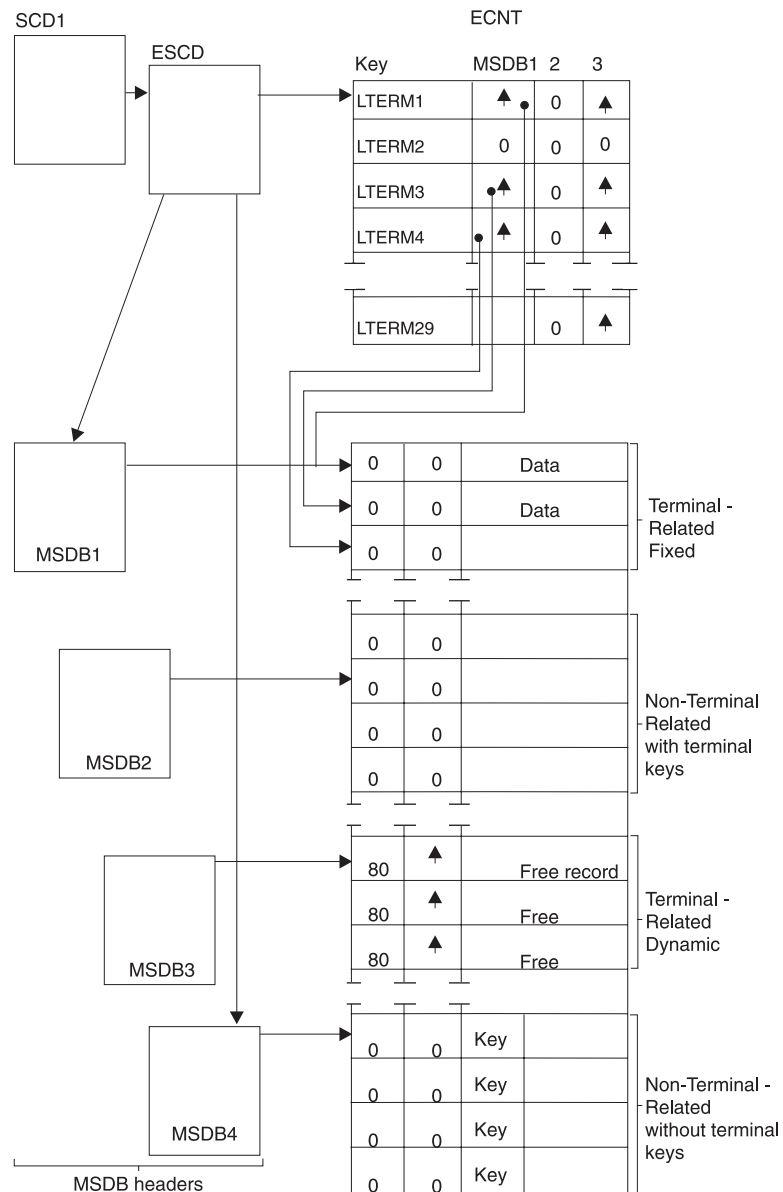 SCD1
ESCD
ECNT
Key MSDB1 2 3
LTERM1 0
LTERM2 0 0 0
LTERM3 0
LTERM4 0
LTERM29 0
MSDB1
0 0 Data
0 0 Data
0 0
Terminal -
Related
Fixed
MSDB2
0 0
0 0
0 0
0 0
Non-Terminal
Related
with terminal
keys
MSDB3
80 Free record
80 Free
80 Free
Terminal -
Related
Dynamic
MSDB4
0 0 Key
0 0 Key
0 0 Key
0 0 Key
Non-Terminal -
Related
without terminal
keys
MSDB headers